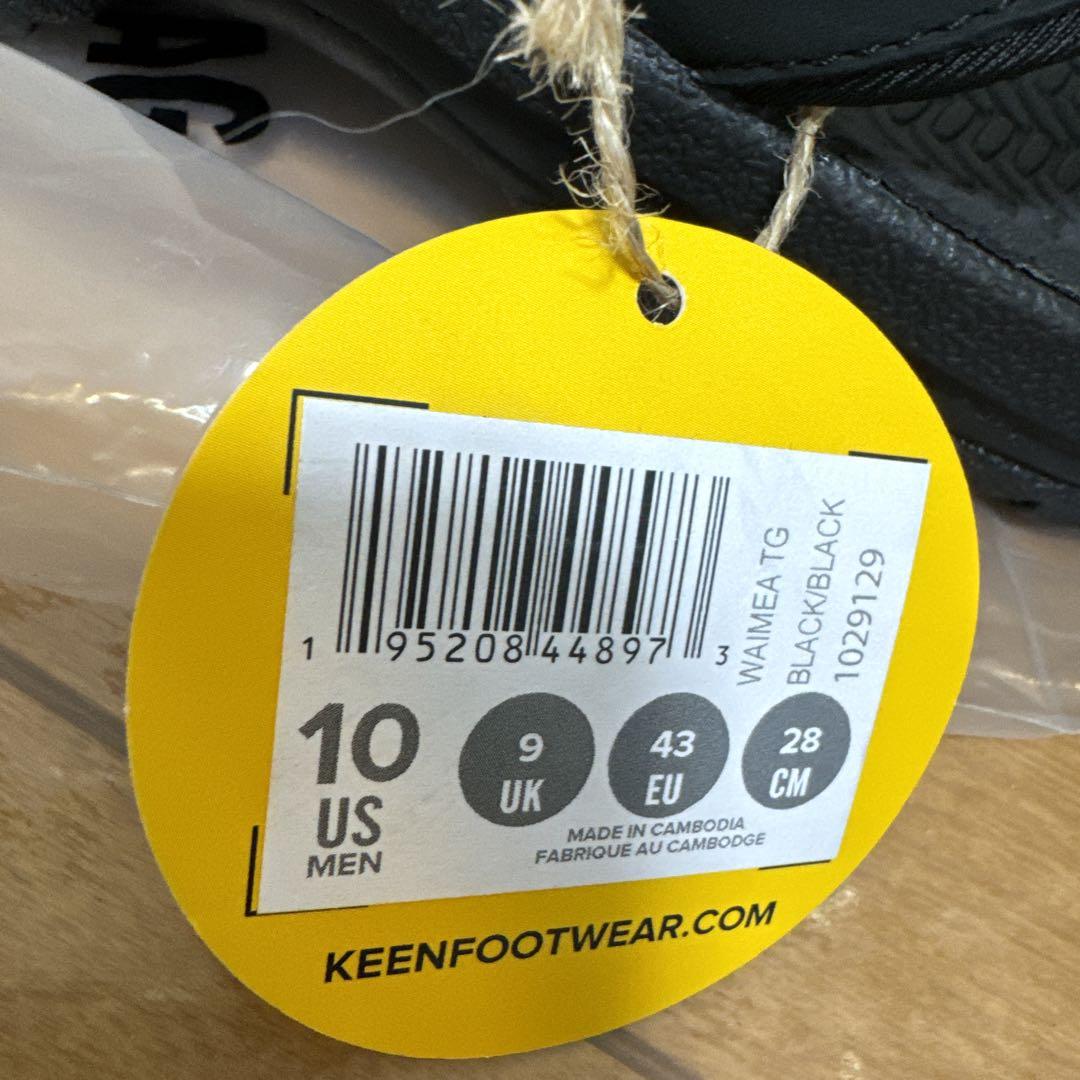 AG
1 95208 44897 3
WAIMEA TG
BLACK/BLACK
1029129
10
US
MEN
9
UK
43
EU
28
CM
MADE IN CAMBODIA
FABRIQUE AU CAMBODGE
KEENFOOTWEAR.COM